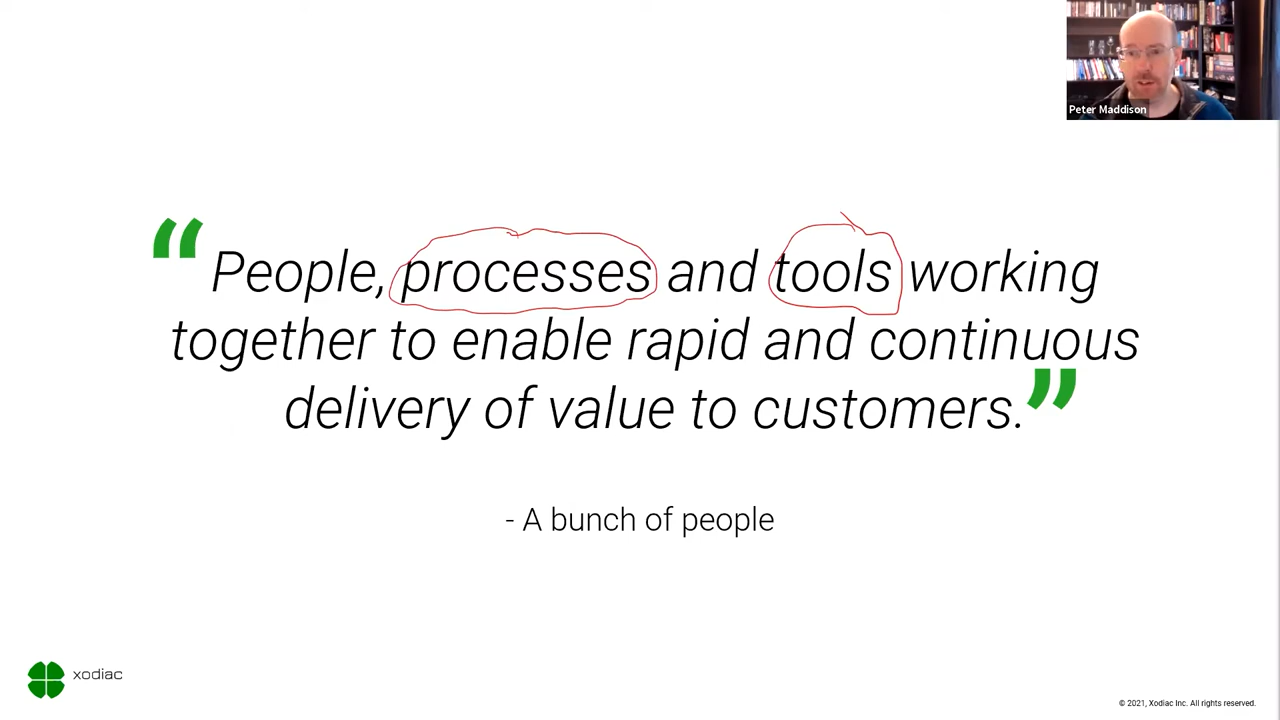 Peter Maddison
“People, processes and tools working
together to enable rapid and continuous
delivery of value to customers.”
- A bunch of people
xodiac
© 2021, Xodiac Inc. All rights reserved.